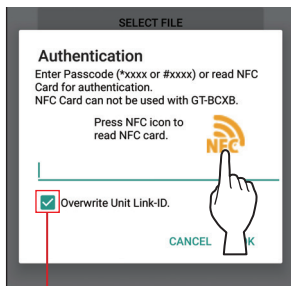 SELECT FILE
Authentication
Enter Passcode (*xxxx or #xxxx) or read NFC
Card for authentication.
NFC Card can not be used with GT-BCXB.
Press NFC icon to
read NFC card.
NFC
Overwrite Unit Link-ID.
CANCEL